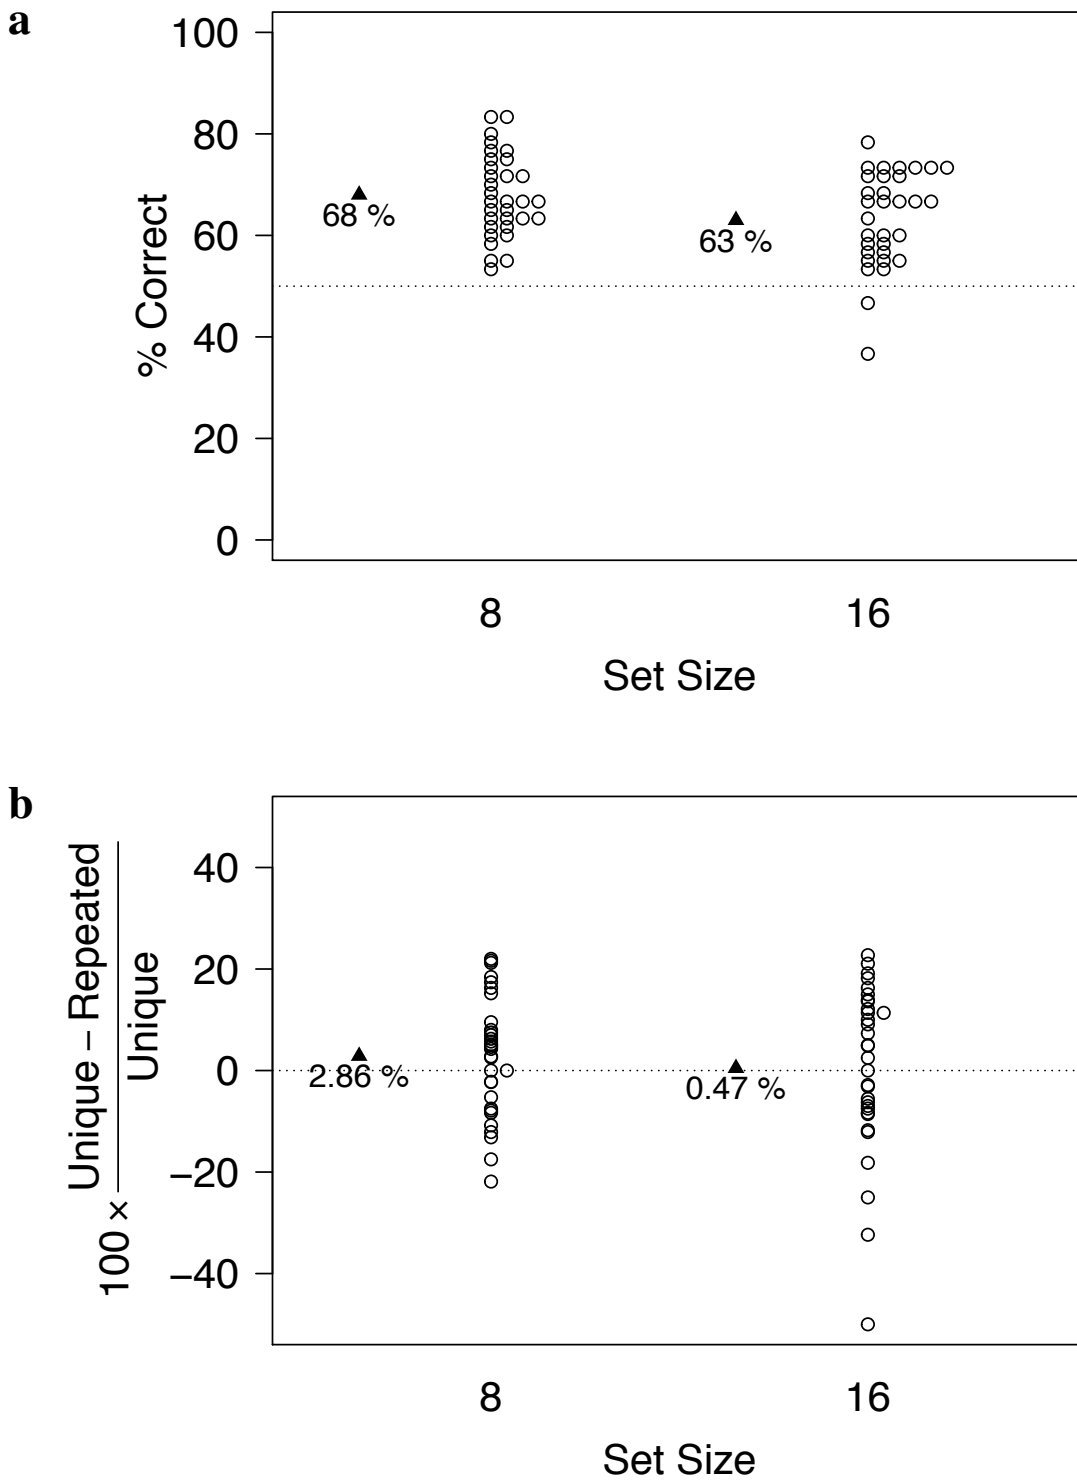 a
100
80
60
40
20
0
% Correct
68 %
63 %
8
16
Set Size
b
40
20
0
−20
−40
100 × Unique − Repeated
Unique
2.86 %
0.47 %
8
16
Set Size